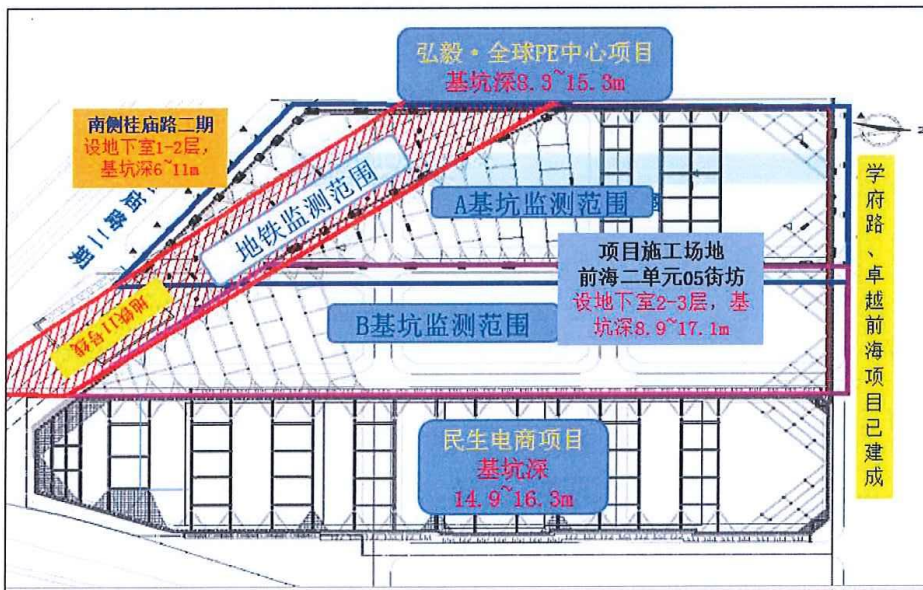 弘毅·全球PE中心项目
基坑深8.3~15.3m
南侧桂庙路二期
设地下室1-2层,
基坑深6~11m
庙路二期
地铁监测范围
A基坑监测范围
项目施工场地
前海二单元05街坊
设地下室2-3层，基
坑深8.9~17.1m
地铁11号线
B基坑监测范围
学府路、卓越前海项目已建成
民生电商项目
基坑深
14.9~16.3m